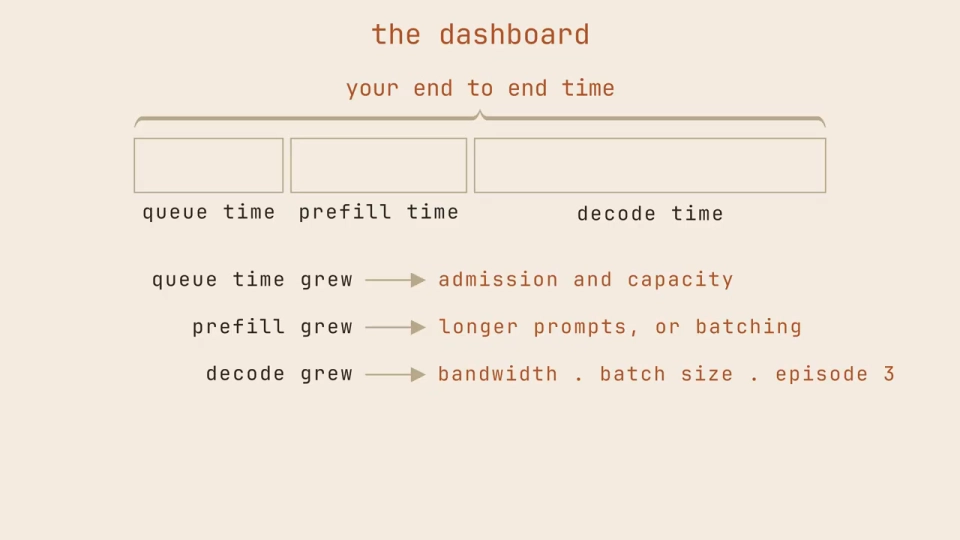 the dashboard
your end to end time
queue time prefill time decode time
queue time grew admission and capacity
prefill grew longer prompts, or batching
decode grew bandwidth . batch size . episode 3